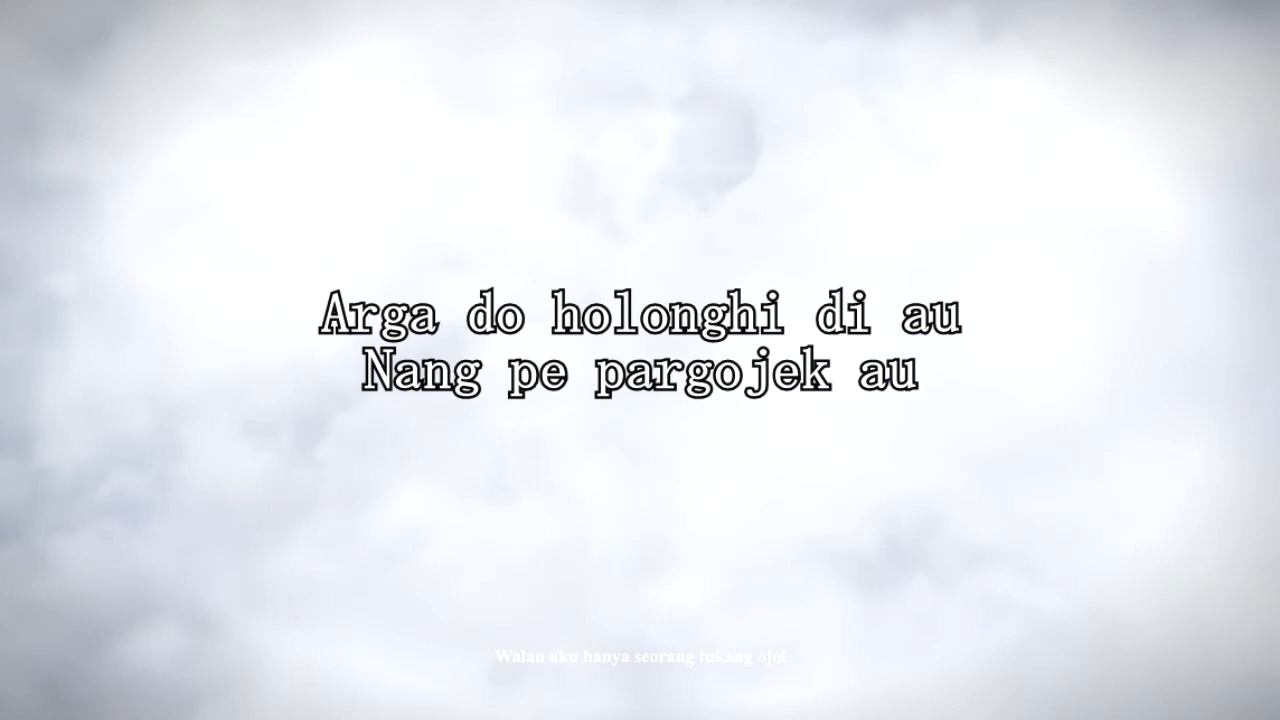 Arga do holonghi di au
Nang pe pargojek au
Walau aku hanya seorang tukang ojol